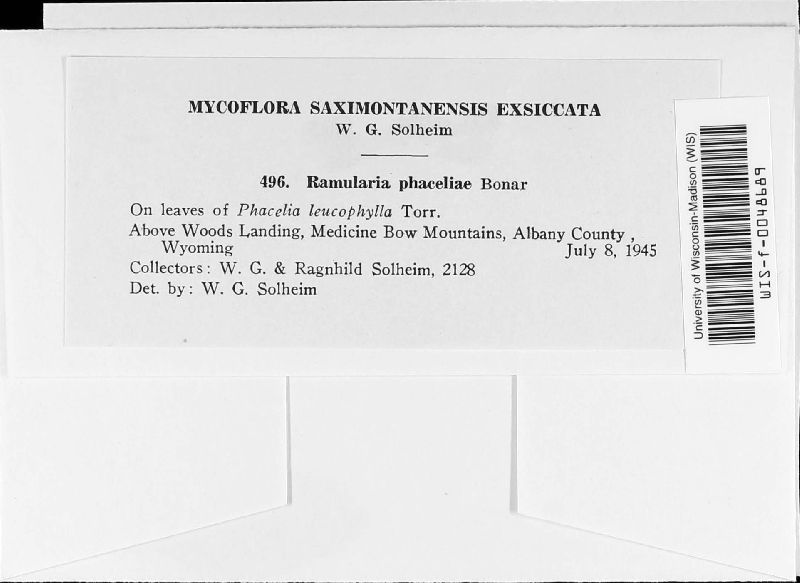 MYCOFLORA SAXIMONTANENSIS EXSICCATA
W. G. Solheim
496. Ramularia phaceliae Bonar
On leaves of Phacelia leucophylla Torr.
Above Woods Landing, Medicine Bow Mountains, Albany County ,
Wyoming July 8, 1945
Collectors: W. G. & Ragnhild Solheim, 2128
Det. by: W. G. Solheim
University of Wisconsin-Madison (WIS)
WIS-f-0048689